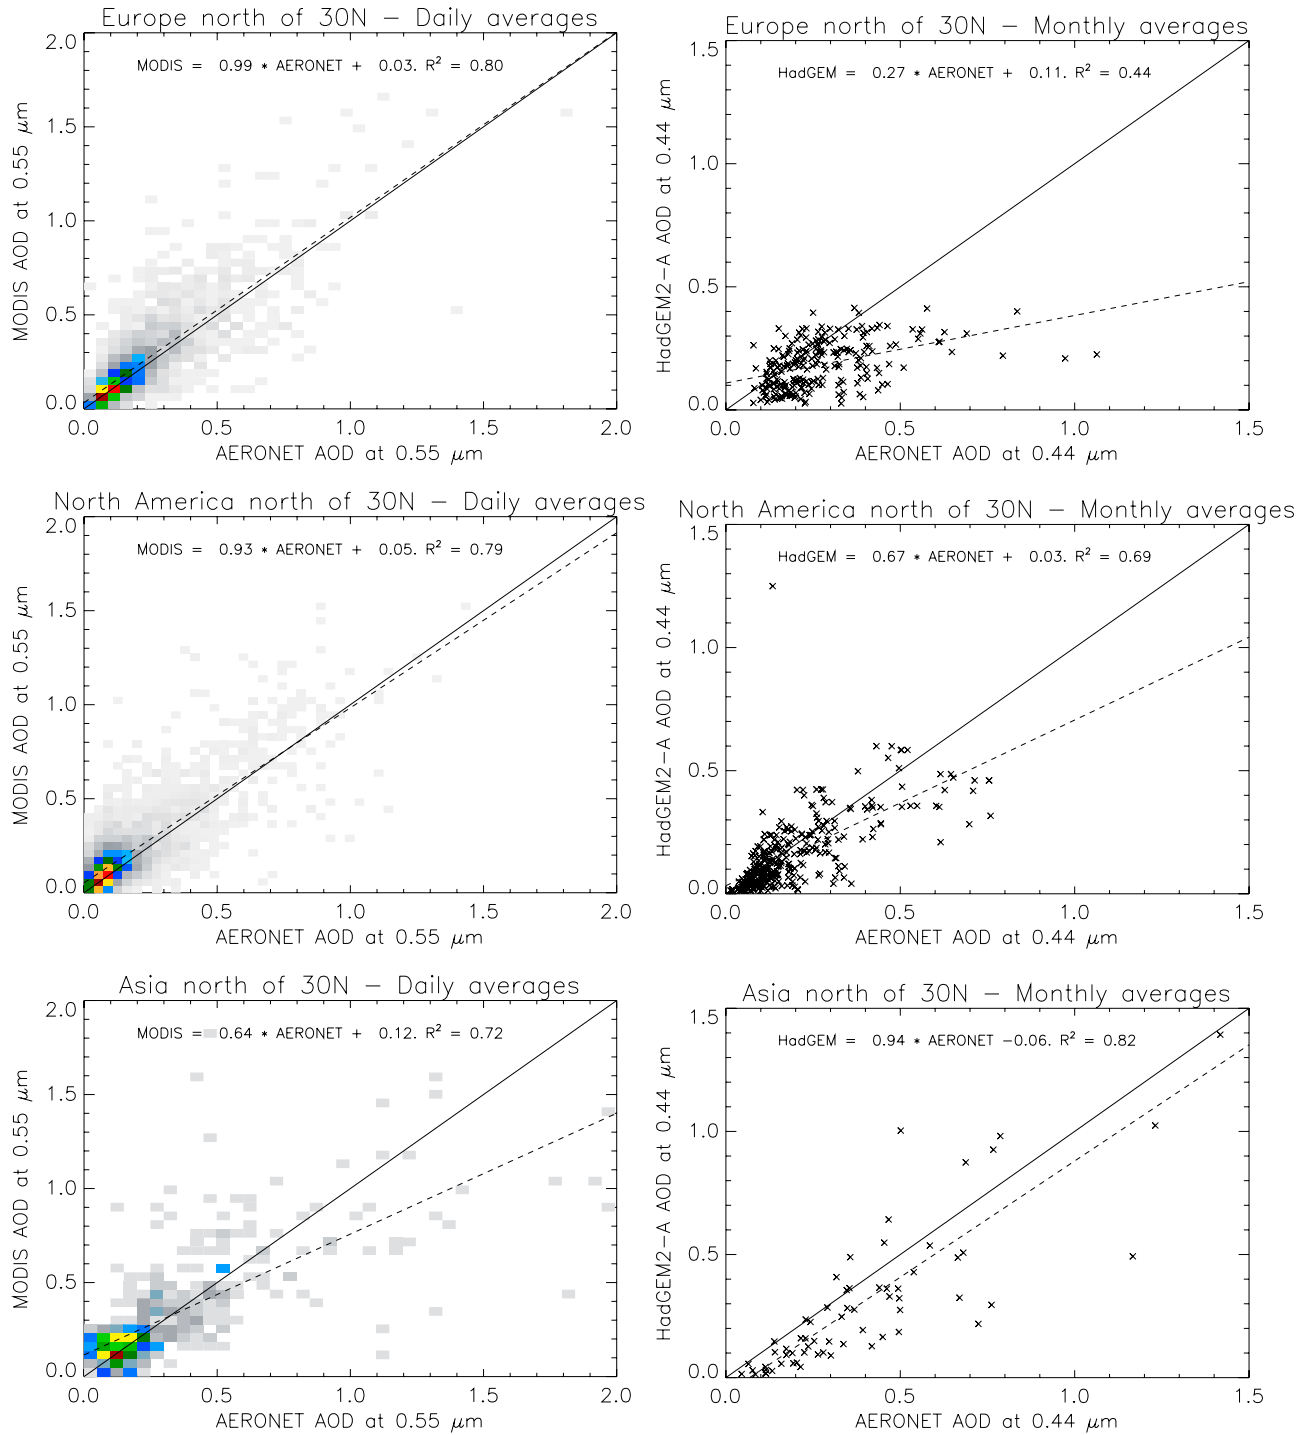 Europe north of 30N − Daily averages
MODIS = 0.99 * AERONET + 0.03. R² = 0.80
2.0
1.5
1.0
0.5
0.0
MODIS AOD at 0.55 μm
0.0 0.5 1.0 1.5 2.0
AERONET AOD at 0.55 μm
Europe north of 30N − Monthly averages
HadGEM = 0.27 * AERONET + 0.11. R² = 0.44
1.5
1.0
0.5
0.0
HadGEM2−A AOD at 0.44 μm
0.0 0.5 1.0 1.5
AERONET AOD at 0.44 μm
North America north of 30N − Daily averages
MODIS = 0.93 * AERONET + 0.05. R² = 0.79
2.0
1.5
1.0
0.5
0.0
MODIS AOD at 0.55 μm
0.0 0.5 1.0 1.5 2.0
AERONET AOD at 0.55 μm
North America north of 30N − Monthly averages
HadGEM = 0.67 * AERONET + 0.03. R² = 0.69
1.5
1.0
0.5
0.0
HadGEM2−A AOD at 0.44 μm
0.0 0.5 1.0 1.5
AERONET AOD at 0.44 μm
Asia north of 30N − Daily averages
MODIS = 0.64 * AERONET + 0.12. R² = 0.72
2.0
1.5
1.0
0.5
0.0
MODIS AOD at 0.55 μm
0.0 0.5 1.0 1.5 2.0
AERONET AOD at 0.55 μm
Asia north of 30N − Monthly averages
HadGEM = 0.94 * AERONET −0.06. R² = 0.82
1.5
1.0
0.5
0.0
HadGEM2−A AOD at 0.44 μm
0.0 0.5 1.0 1.5
AERONET AOD at 0.44 μm